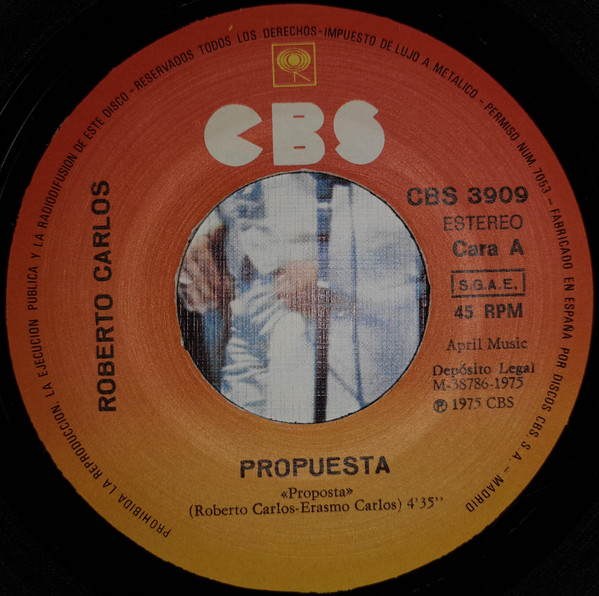 PROHIBIDA LA REPRODUCCION, LA EJECUCION PUBLICA Y LA RADIODIFUSION DE ESTE DISCO - RESERVADOS TODOS LOS DERECHOS - IMPUESTO DE LUJO A METALICO - PERMISO NUM. 7053 - FABRICADO EN ESPAÑA POR DISCOS CBS S.A. - MADRID
CBS
ROBERTO CARLOS
CBS 3909
ESTEREO
Cara A
S.G.A.E.
45 RPM
April Music
Depósito Legal
M-38786-1975
℗ 1975 CBS
PROPUESTA
«Proposta»
(Roberto Carlos-Erasmo Carlos) 4'35''